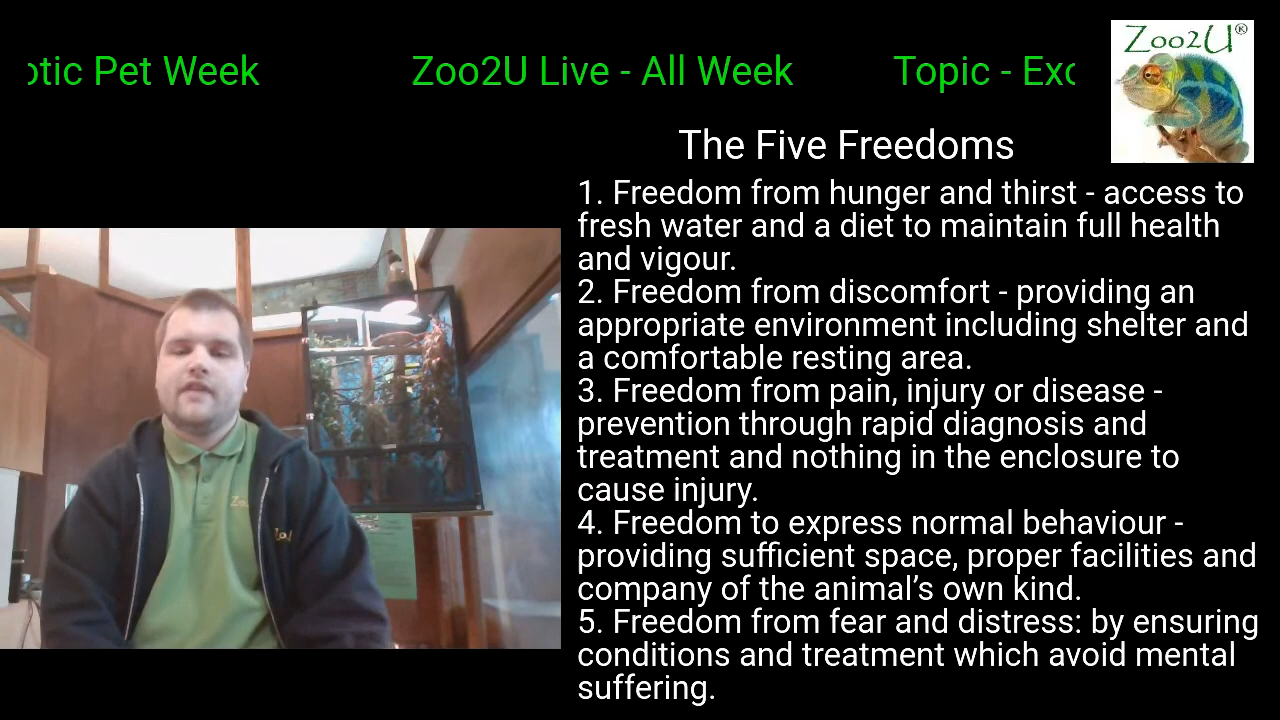 otic Pet Week Zoo2U Live - All Week Topic - Exc
Zoo2U®
The Five Freedoms
1. Freedom from hunger and thirst - access to
fresh water and a diet to maintain full health
and vigour.
2. Freedom from discomfort - providing an
appropriate environment including shelter and
a comfortable resting area.
3. Freedom from pain, injury or disease -
prevention through rapid diagnosis and
treatment and nothing in the enclosure to
cause injury.
4. Freedom to express normal behaviour -
providing sufficient space, proper facilities and
company of the animal’s own kind.
5. Freedom from fear and distress: by ensuring
conditions and treatment which avoid mental
suffering.